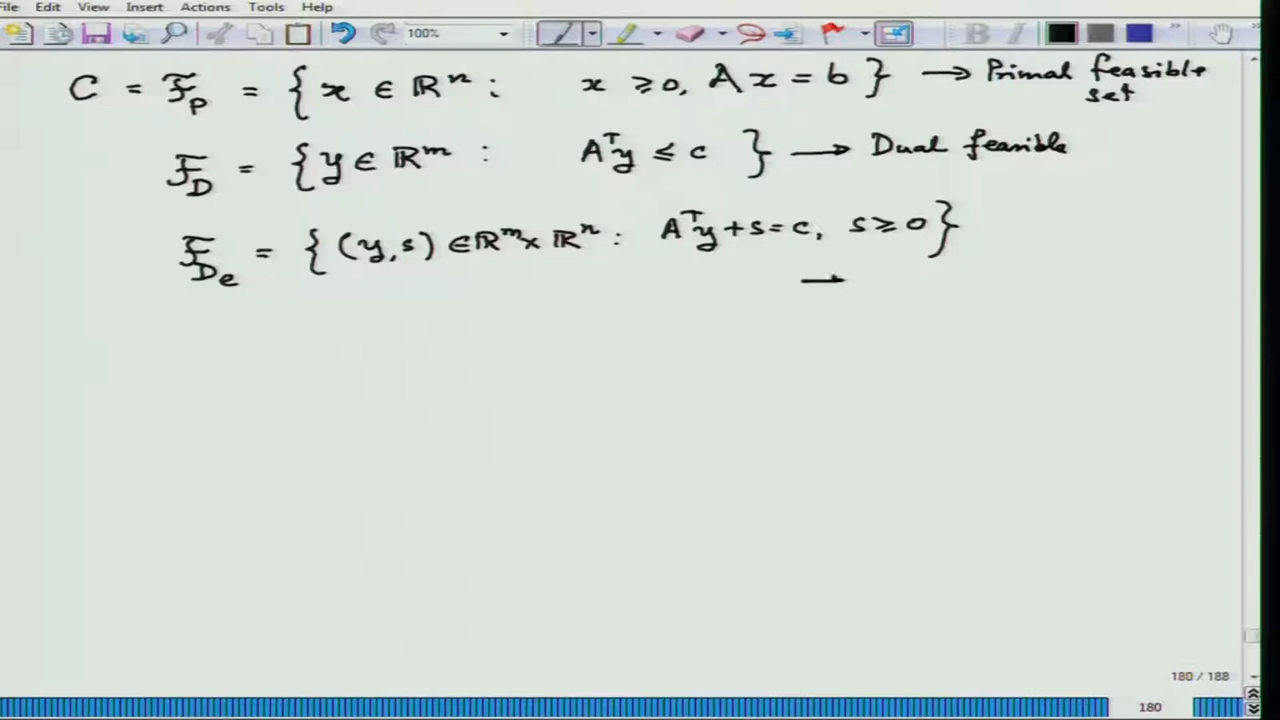 File Edit View Insert Actions Tools Help
100%
C = ℱ_P = { x ∈ ℝⁿ : x ≥ 0, Ax = b } → Primal feasible
set
ℱ_D = { y ∈ ℝᵐ : Aᵀy ≤ c } → Dual feasible
ℱ_De = { (y, s) ∈ ℝᵐ × ℝⁿ : Aᵀy + s = c, s ≥ 0 }
→
180 / 188
180